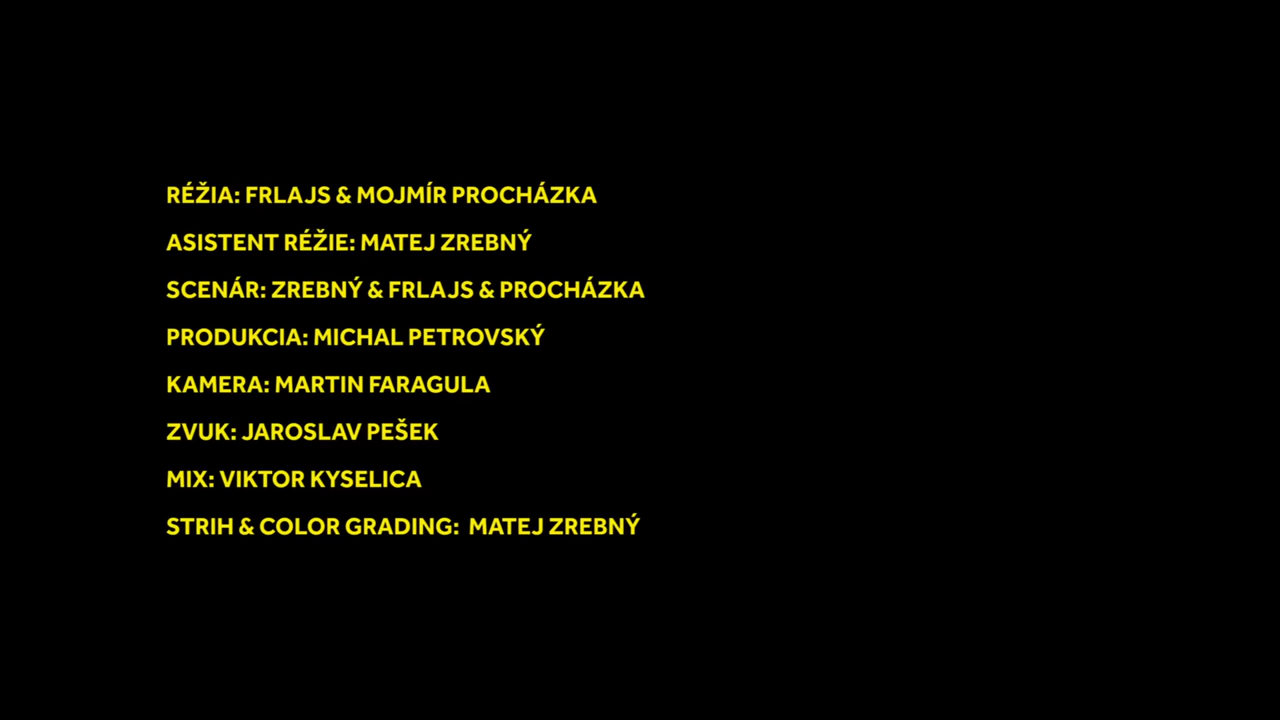 RÉŽIA: FRLAJS & MOJMÍR PROCHÁZKA
ASISTENT RÉŽIE: MATEJ ZREBNÝ
SCENÁR: ZREBNÝ & FRLAJS & PROCHÁZKA
PRODUKCIA: MICHAL PETROVSKÝ
KAMERA: MARTIN FARAGULA
ZVUK: JAROSLAV PEŠEK
MIX: VIKTOR KYSELICA
STRIH & COLOR GRADING: MATEJ ZREBNÝ